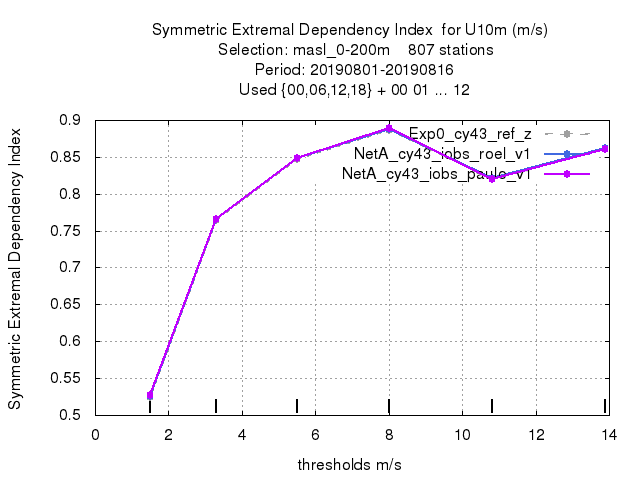 Symmetric Extremal Dependency Index  for U10m (m/s)
Selection: masl_0-200m    807 stations
Period: 20190801-20190816
Used {00,06,12,18} + 00 01 ... 12
Symmetric Extremal Dependency Index
0.9
0.85
0.8
0.75
0.7
0.65
0.6
0.55
0.5
Exp0_cy43_ref_z
NetA_cy43_iobs_roel_v1
NetA_cy43_iobs_paulo_v1
0 2 4 6 8 10 12 14
thresholds m/s